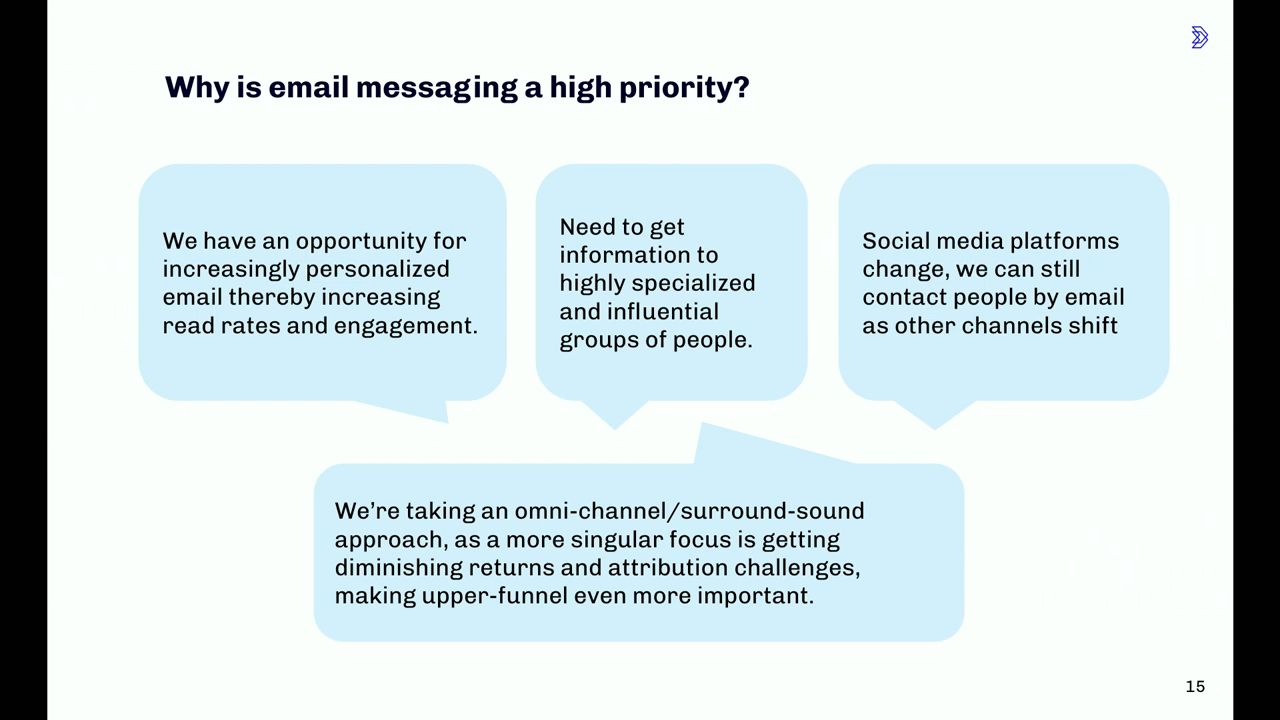 Why is email messaging a high priority?
We have an opportunity for
increasingly personalized
email thereby increasing
read rates and engagement.
Need to get
information to
highly specialized
and influential
groups of people.
Social media platforms
change, we can still
contact people by email
as other channels shift
We’re taking an omni-channel/surround-sound
approach, as a more singular focus is getting
diminishing returns and attribution challenges,
making upper-funnel even more important.
15